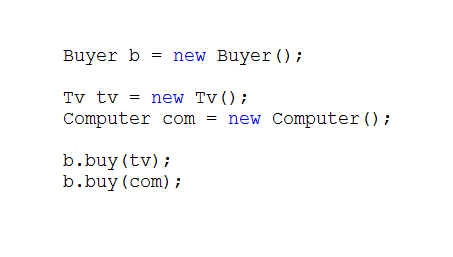 Buyer b = new Buyer();
Tv tv = new Tv();
Computer com = new Computer();
b.buy(tv);
b.buy(com);